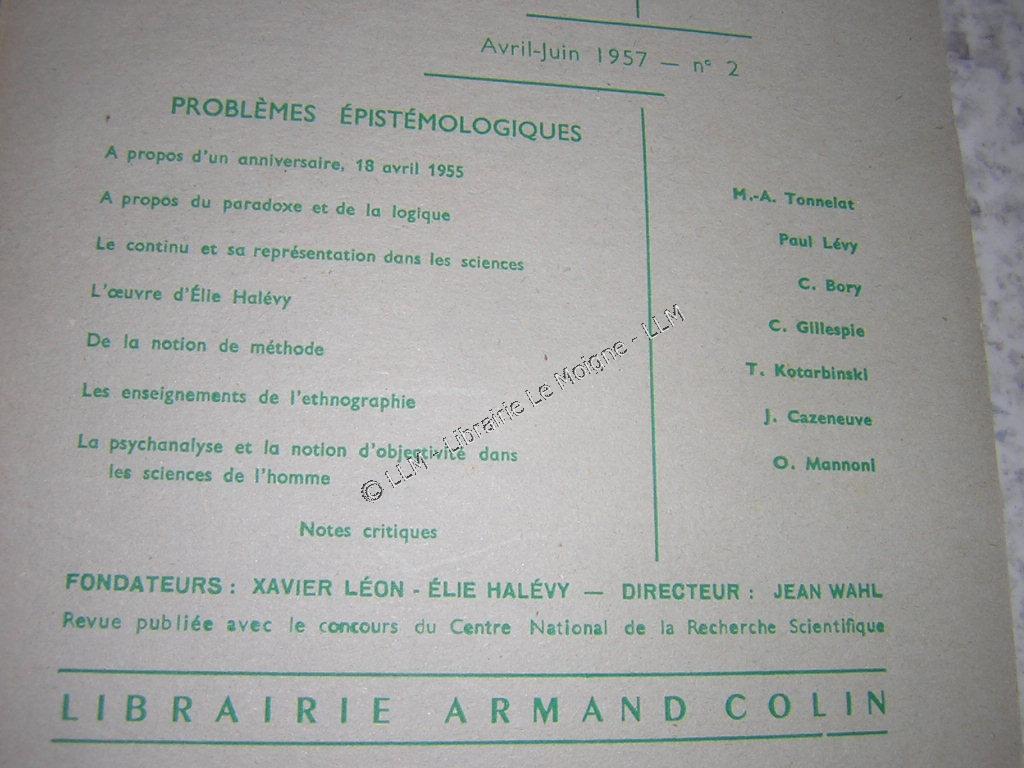 Avril-Juin 1957 — n° 2
PROBLÈMES ÉPISTÉMOLOGIQUES
A propos d'un anniversaire, 18 avril 1955
M.-A. Tonnelat
A propos du paradoxe et de la logique
Paul Lévy
Le continu et sa représentation dans les sciences
C. Bory
L'œuvre d'Élie Halévy
C. Gillespie
De la notion de méthode
T. Kotarbinski
Les enseignements de l'ethnographie
J. Cazeneuve
La psychanalyse et la notion d'objectivité dans
les sciences de l'homme
O. Mannoni
Notes critiques
© LLM - Librairie Le Moigne - LLM
FONDATEURS : XAVIER LÉON - ÉLIE HALÉVY — DIRECTEUR : JEAN WAHL
Revue publiée avec le concours du Centre National de la Recherche Scientifique
LIBRAIRIE ARMAND COLIN